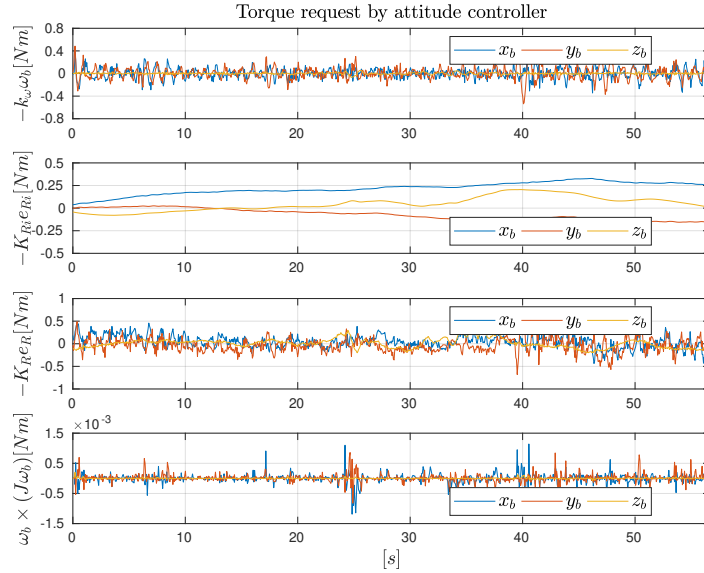 Torque request by attitude controller
−k_ω ω_b [Nm]
0.8
0.4
0
-0.4
-0.8
x_b y_b z_b
0 10 20 30 40 50
−K_{Ri} e_{Ri} [Nm]
0.5
0.25
0
-0.25
-0.5
x_b y_b z_b
0 10 20 30 40 50
−K_R e_R [Nm]
1
0.5
0
-0.5
-1
x_b y_b z_b
0 10 20 30 40 50
ω_b × (Jω_b) [Nm]
×10^{-3}
1.5
0.5
-0.5
-1.5
x_b y_b z_b
0 10 20 30 40 50
[s]